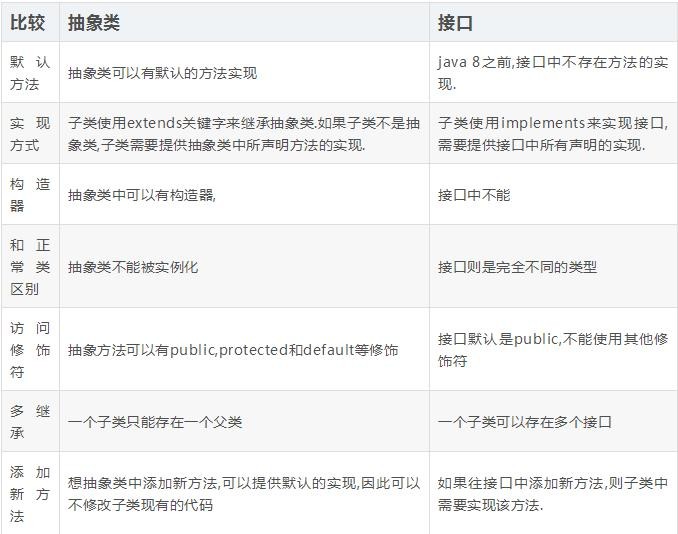 比较 抽象类 接口
默认
方法
抽象类可以有默认的方法实现
java 8之前,接口中不存在方法的实
现.
实现
方式
子类使用extends关键字来继承抽象类.如果子类不是抽
象类,子类需要提供抽象类中所声明方法的实现.
子类使用implements来实现接口,
需要提供接口中所有声明的实现.
构造
器
抽象类中可以有构造器,
接口中不能
和正
常类
区别
抽象类不能被实例化
接口则是完全不同的类型
访问
修饰
符
抽象方法可以有public,protected和default等修饰
接口默认是public,不能使用其他修
饰符
多继
承
一个子类只能存在一个父类
一个子类可以存在多个接口
添加
新方
法
想抽象类中添加新方法,可以提供默认的实现,因此可以
不修改子类现有的代码
如果往接口中添加新方法,则子类中
需要实现该方法.